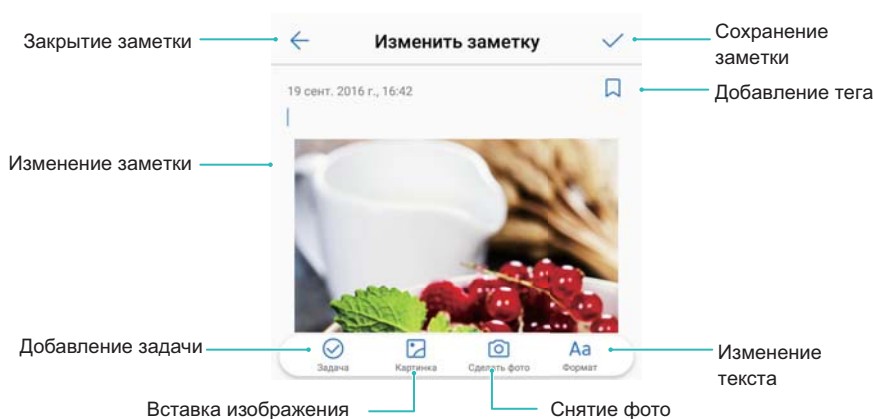 Закрытие заметки
Изменить заметку
Сохранение
заметки
19 сент. 2016 г., 16:42
Добавление тега
Изменение заметки
Добавление задачи
Задача
Картинка
Сделать фото
Aa
Формат
Изменение
текста
Вставка изображения
Снятие фото